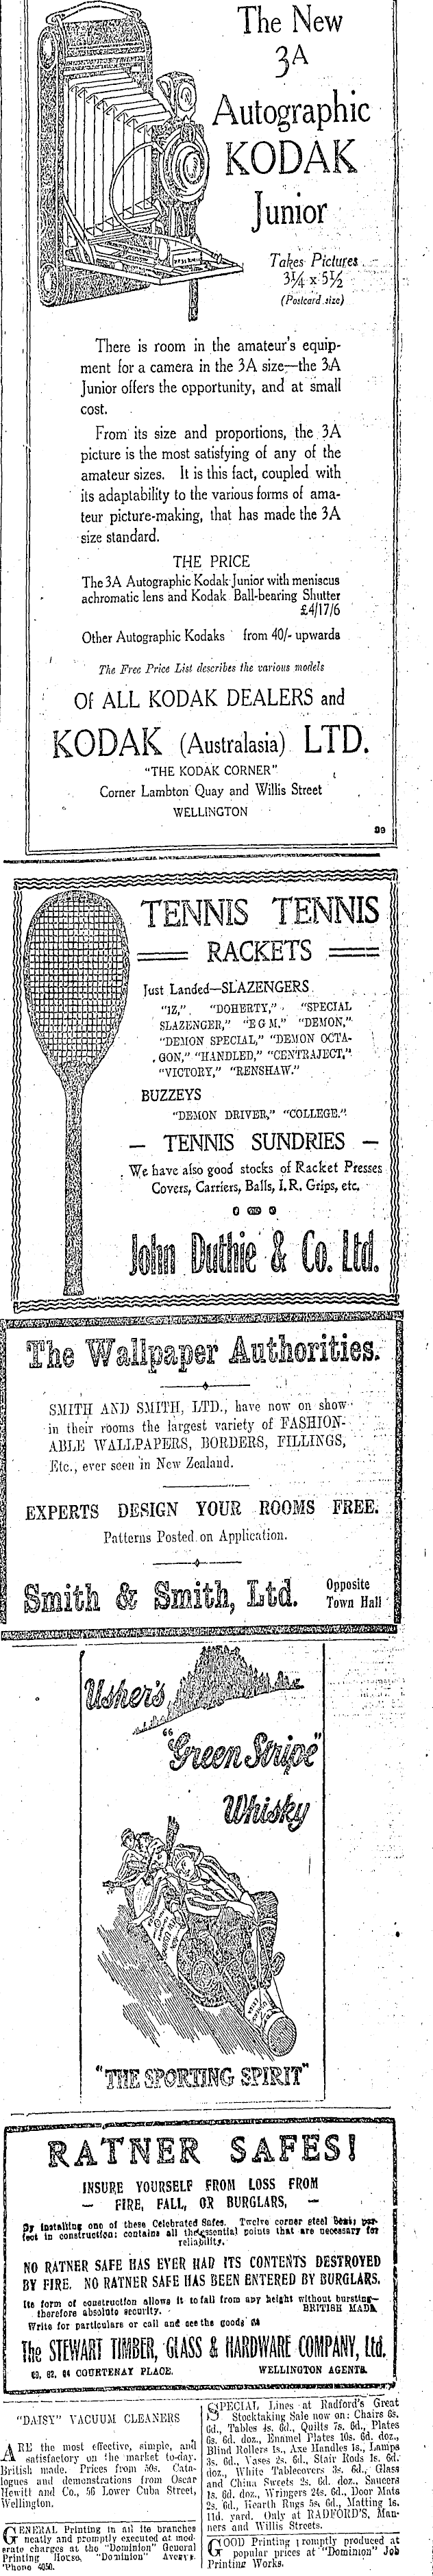 The New
3A
Autographic
KODAK
Junior
Takes Pictures
3¼ x 5½
(Postcard size)
There is room in the amateur's equip-
ment for a camera in the 3A size—the 3A
Junior offers the opportunity, and at small
cost.
From its size and proportions, the 3A
picture is the most satisfying of any of the
amateur sizes. It is this fact, coupled with
its adaptability to the various forms of ama-
teur picture-making, that has made the 3A
size standard.
THE PRICE
The 3A Autographic Kodak Junior with meniscus
achromatic lens and Kodak Ball-bearing Shutter
£4/17/6
Other Autographic Kodaks from 40/- upwards
The Free Price List describes the various models
Of ALL KODAK DEALERS and
KODAK (Australasia) LTD.
"THE KODAK CORNER"
Corner Lambton Quay and Willis Street
WELLINGTON
99
TENNIS TENNIS
RACKETS
Just Landed—SLAZENGERS
"IZ," "DOHERTY," "SPECIAL
SLAZENGER," "E G M," "DEMON,"
"DEMON SPECIAL," "DEMON OCTA-
GON," "HANDLED," "CENTRAJECT,"
"VICTORY," "RENSHAW."
BUZZEYS
"DEMON DRIVER," "COLLEGE."
— TENNIS SUNDRIES —
We have also good stocks of Racket Presses
Covers, Carriers, Balls, I.R. Grips, etc.
John Duthie & Co. Ltd.
The Wallpaper Authorities.
SMITH AND SMITH, LTD., have now on show
in their rooms the largest variety of FASHION-
ABLE WALLPAPERS, BORDERS, FILLINGS,
Etc., ever seen in New Zealand.
EXPERTS DESIGN YOUR ROOMS FREE.
Patterns Posted on Application.
Smith & Smith, Ltd. Opposite
Town Hall
Usher's
"Green Stripe"
Whisky
"THE SPORTING SPIRIT"
RATNER SAFES!
INSURE YOURSELF FROM LOSS FROM
— FIRE, FALL, OR BURGLARS, —
By installing one of these Celebrated Safes. Twelve corner steel Bent; per-
fect in construction; contains all the essential points that are necessary for
reliability.
NO RATNER SAFE HAS EVER HAD ITS CONTENTS DESTROYED
BY FIRE. NO RATNER SAFE HAS BEEN ENTERED BY BURGLARS.
Its form of construction allows it to fall from any height without bursting—
therefore absolute security. BRITISH MADE
Write for particulars or call and see the goods at
The STEWART TIMBER, GLASS & HARDWARE COMPANY, Ltd.
COURTENAY PLACE. WELLINGTON AGENTS.
"DAISY" VACUUM CLEANERS
ARE the most effective, simple, and
satisfactory on the market to-day.
British made. Prices from 50s. Cata-
logues and demonstrations from Oscar
Hewitt and Co., 56 Lower Cuba Street,
Wellington.
GENERAL Printing in all its branches
neatly and promptly executed at mod-
erate charges at the "Dominion" General
Printing House, "Dominion" Avenue.
'Phone 4050.
SPECIAL Lines at Radford's Great
Stocktaking Sale now on: Chairs 6s.
6d., Tables 4s. 6d., Quilts 7s. 6d., Plates
6s. 6d. doz., Enamel Plates 10s. 6d. doz.,
Blind Rollers 1s., Axe Handles 1s., Lamps
3s. 6d., Vases 2s. 6d., Stair Rods 1s. 6d.
doz., White Tablecovers 3s. 6d., Glass
and China Sweets 2s. 6d. doz., Saucers
1s. 6d. doz., Wringers 24s. 6d., Door Mats
2s. 6d., Hearth Rugs 5s. 6d., Matting 1s.
11d. yard. Only at RADFORD'S, Man-
ners and Willis Streets.
GOOD Printing promptly produced at
popular prices at "Dominion" Job
Printing Works.